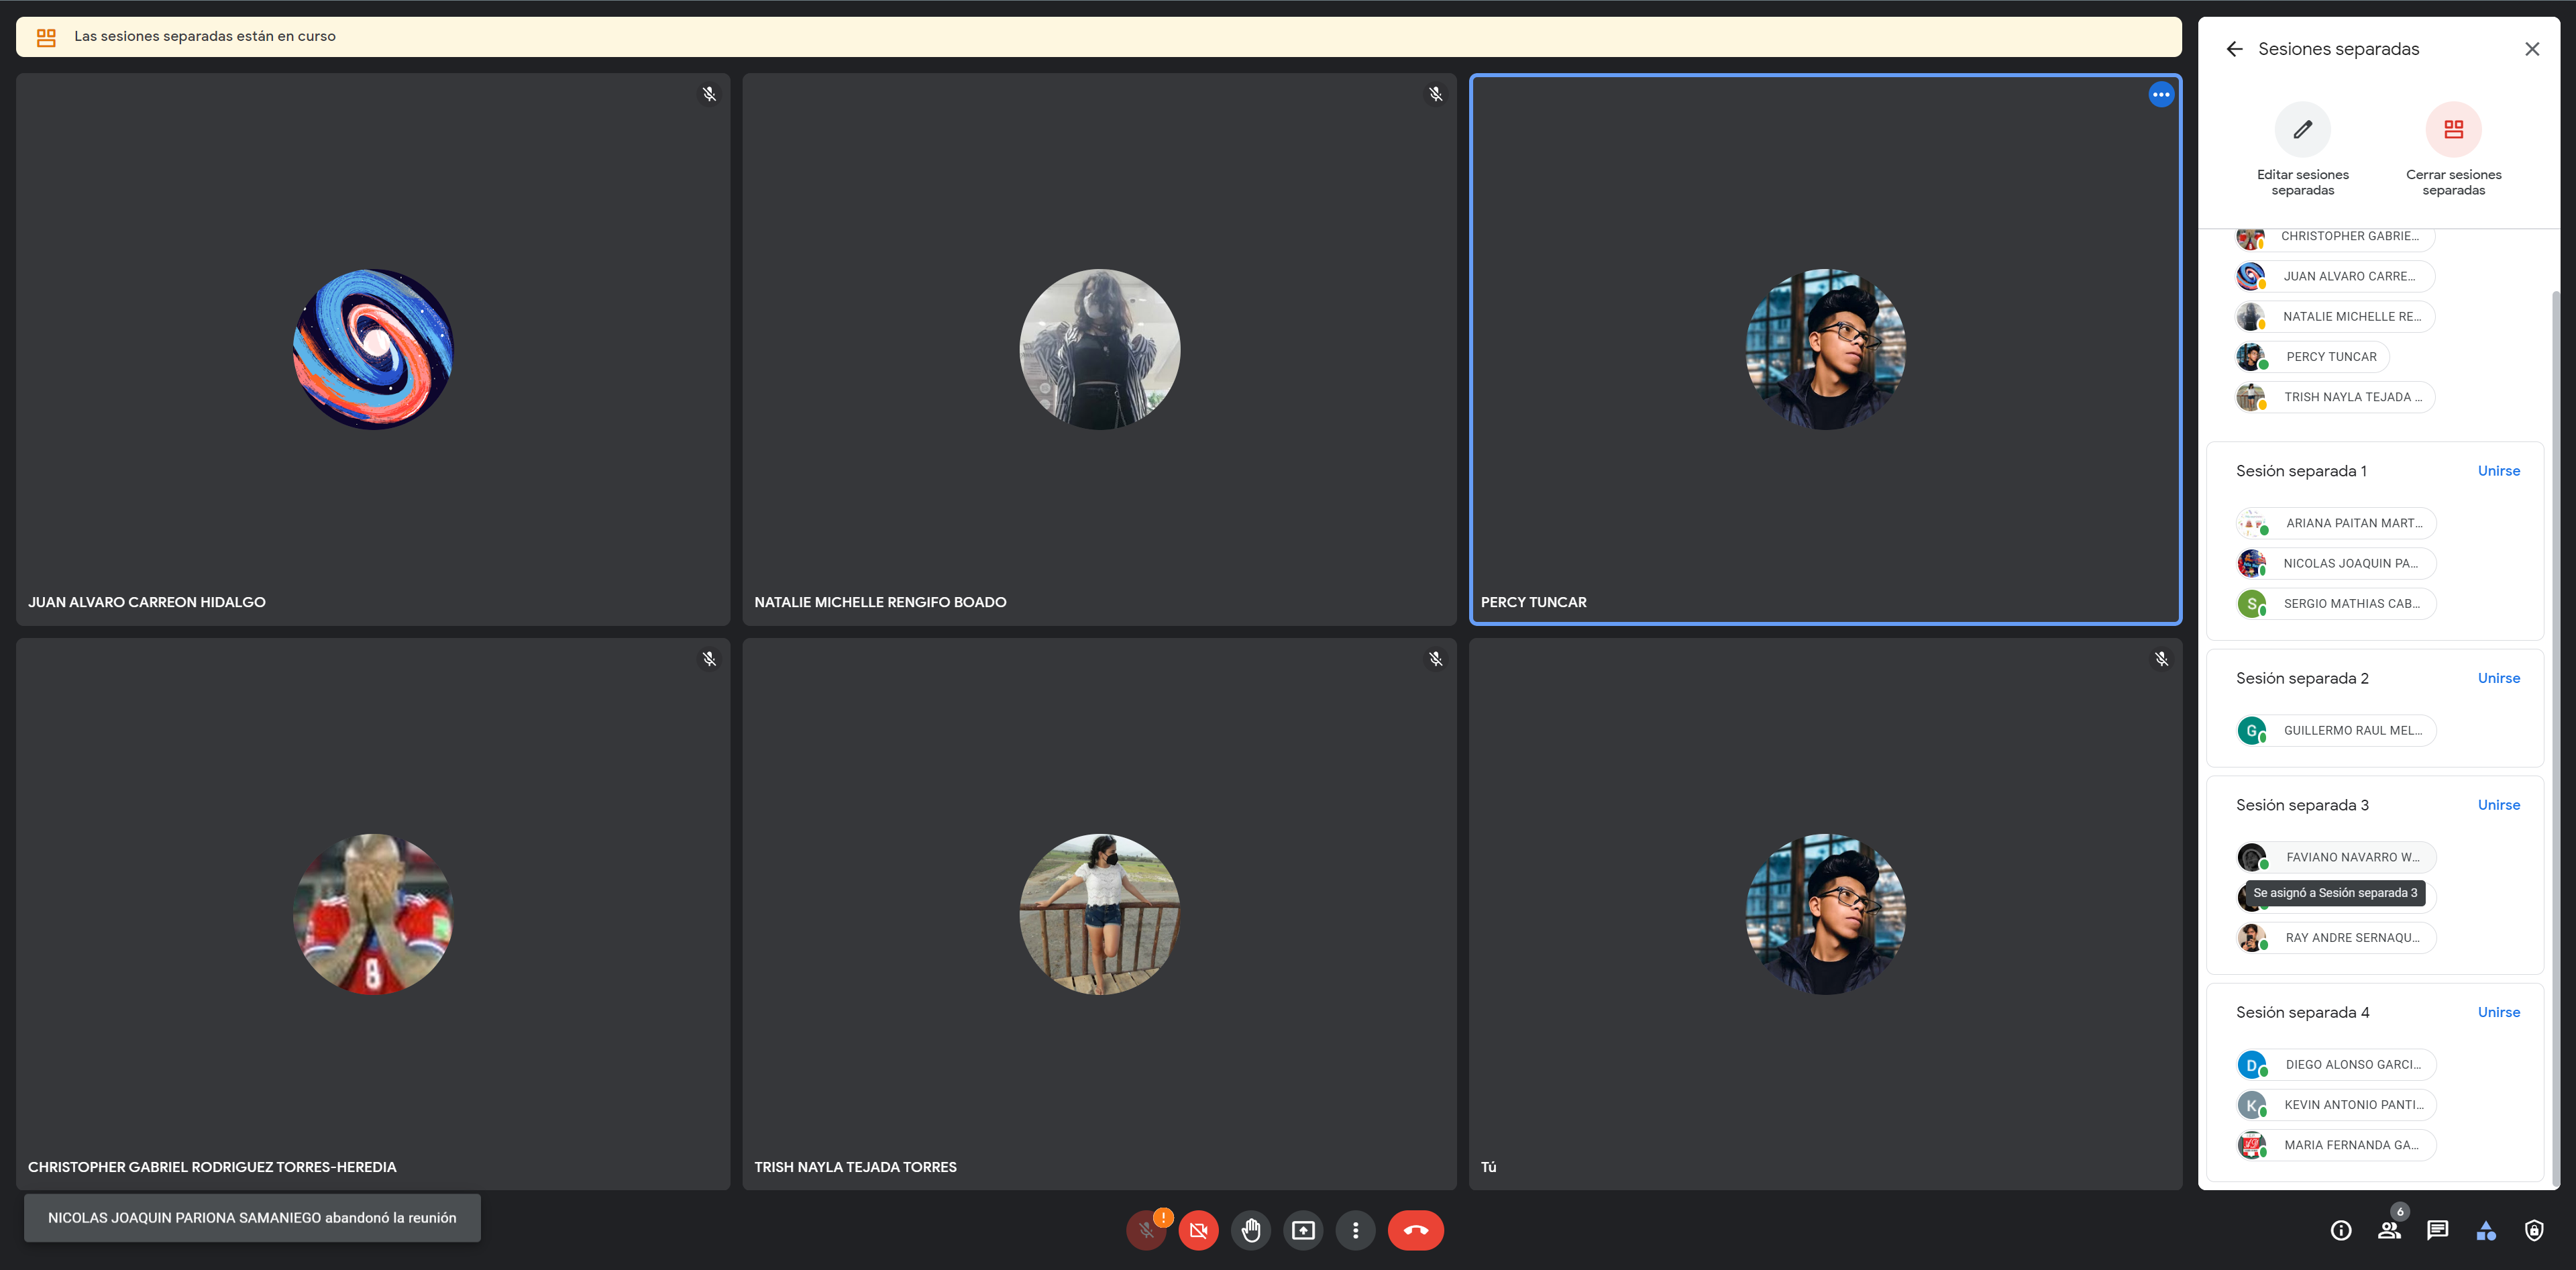 Las sesiones separadas están en curso
JUAN ALVARO CARREON HIDALGO
NATALIE MICHELLE RENGIFO BOADO
PERCY TUNCAR
CHRISTOPHER GABRIEL RODRIGUEZ TORRES-HEREDIA
TRISH NAYLA TEJADA TORRES
Tú
NICOLAS JOAQUIN PARIONA SAMANIEGO abandonó la reunión
!
Sesiones separadas
Editar sesiones
separadas
Cerrar sesiones
separadas
CHRISTOPHER GABRIE...
JUAN ALVARO CARRE...
NATALIE MICHELLE RE...
PERCY TUNCAR
TRISH NAYLA TEJADA ...
Sesión separada 1 Unirse
ARIANA PAITAN MART...
NICOLAS JOAQUIN PA...
S SERGIO MATHIAS CAB...
Sesión separada 2 Unirse
G GUILLERMO RAUL MEL...
Sesión separada 3 Unirse
FAVIANO NAVARRO W...
Se asignó a Sesión separada 3
RAY ANDRE SERNAQU...
Sesión separada 4 Unirse
D DIEGO ALONSO GARCI...
K KEVIN ANTONIO PANTI...
MARIA FERNANDA GA...
6
8